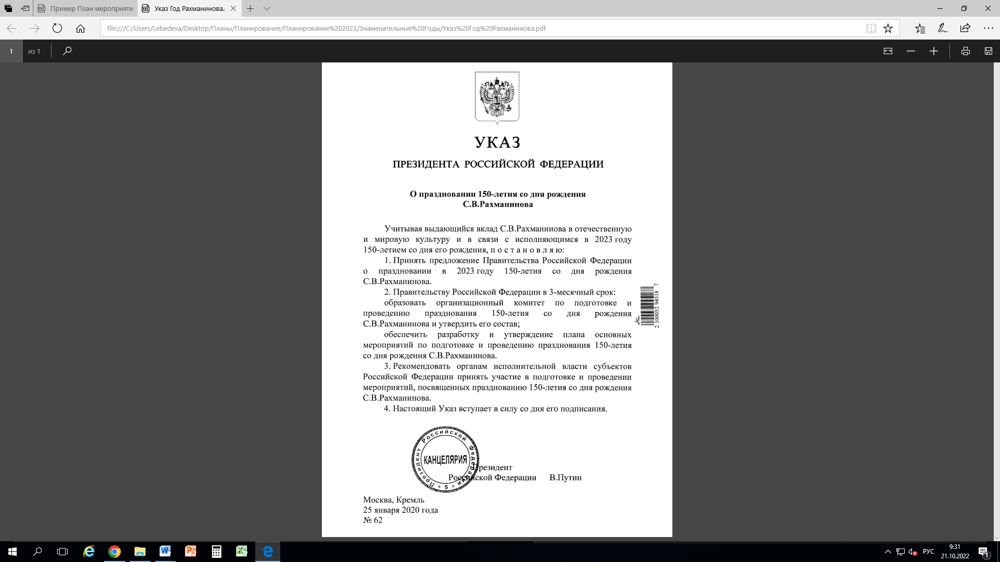 Пример План мероприяти
Указ Год Рахманинова.
file:///C:/Users/Lebedeva/Desktop/Планы/Планирование/Планирование%202023/Знаменательные%20Годы/Указ%20Год%20Рахманинова.pdf
1 из 1
УКАЗ
ПРЕЗИДЕНТА РОССИЙСКОЙ ФЕДЕРАЦИИ
О праздновании 150-летия со дня рождения
С.В.Рахманинова
Учитывая выдающийся вклад С.В.Рахманинова в отечественную
и мировую культуру и в связи с исполняющимся в 2023 году
150-летием со дня его рождения, п о с т а н о в л я ю:
1. Принять предложение Правительства Российской Федерации
о праздновании в 2023 году 150-летия со дня рождения
С.В.Рахманинова.
2. Правительству Российской Федерации в 3-месячный срок:
образовать организационный комитет по подготовке и
проведению празднования 150-летия со дня рождения
С.В.Рахманинова и утвердить его состав;
обеспечить разработку и утверждение плана основных
мероприятий по подготовке и проведению празднования 150-летия
со дня рождения С.В.Рахманинова.
3. Рекомендовать органам исполнительной власти субъектов
Российской Федерации принять участие в подготовке и проведении
мероприятий, посвященных празднованию 150-летия со дня рождения
С.В.Рахманинова.
4. Настоящий Указ вступает в силу со дня его подписания.
2 100052 94518 7
Президент Российской Федерации
КАНЦЕЛЯРИЯ
* 5 *
Президент
Российской Федерации В.Путин
Москва, Кремль
25 января 2020 года
№ 62
РУС
9:31
21.10.2022
1